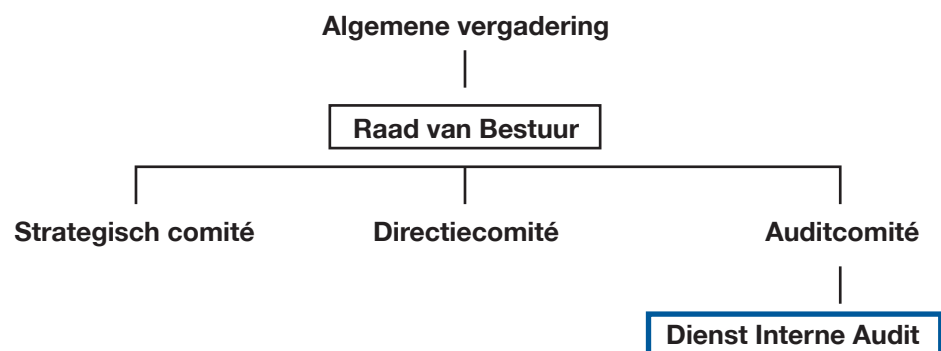 Algemene vergadering
Raad van Bestuur
Strategisch comité
Directiecomité
Auditcomité
Dienst Interne Audit